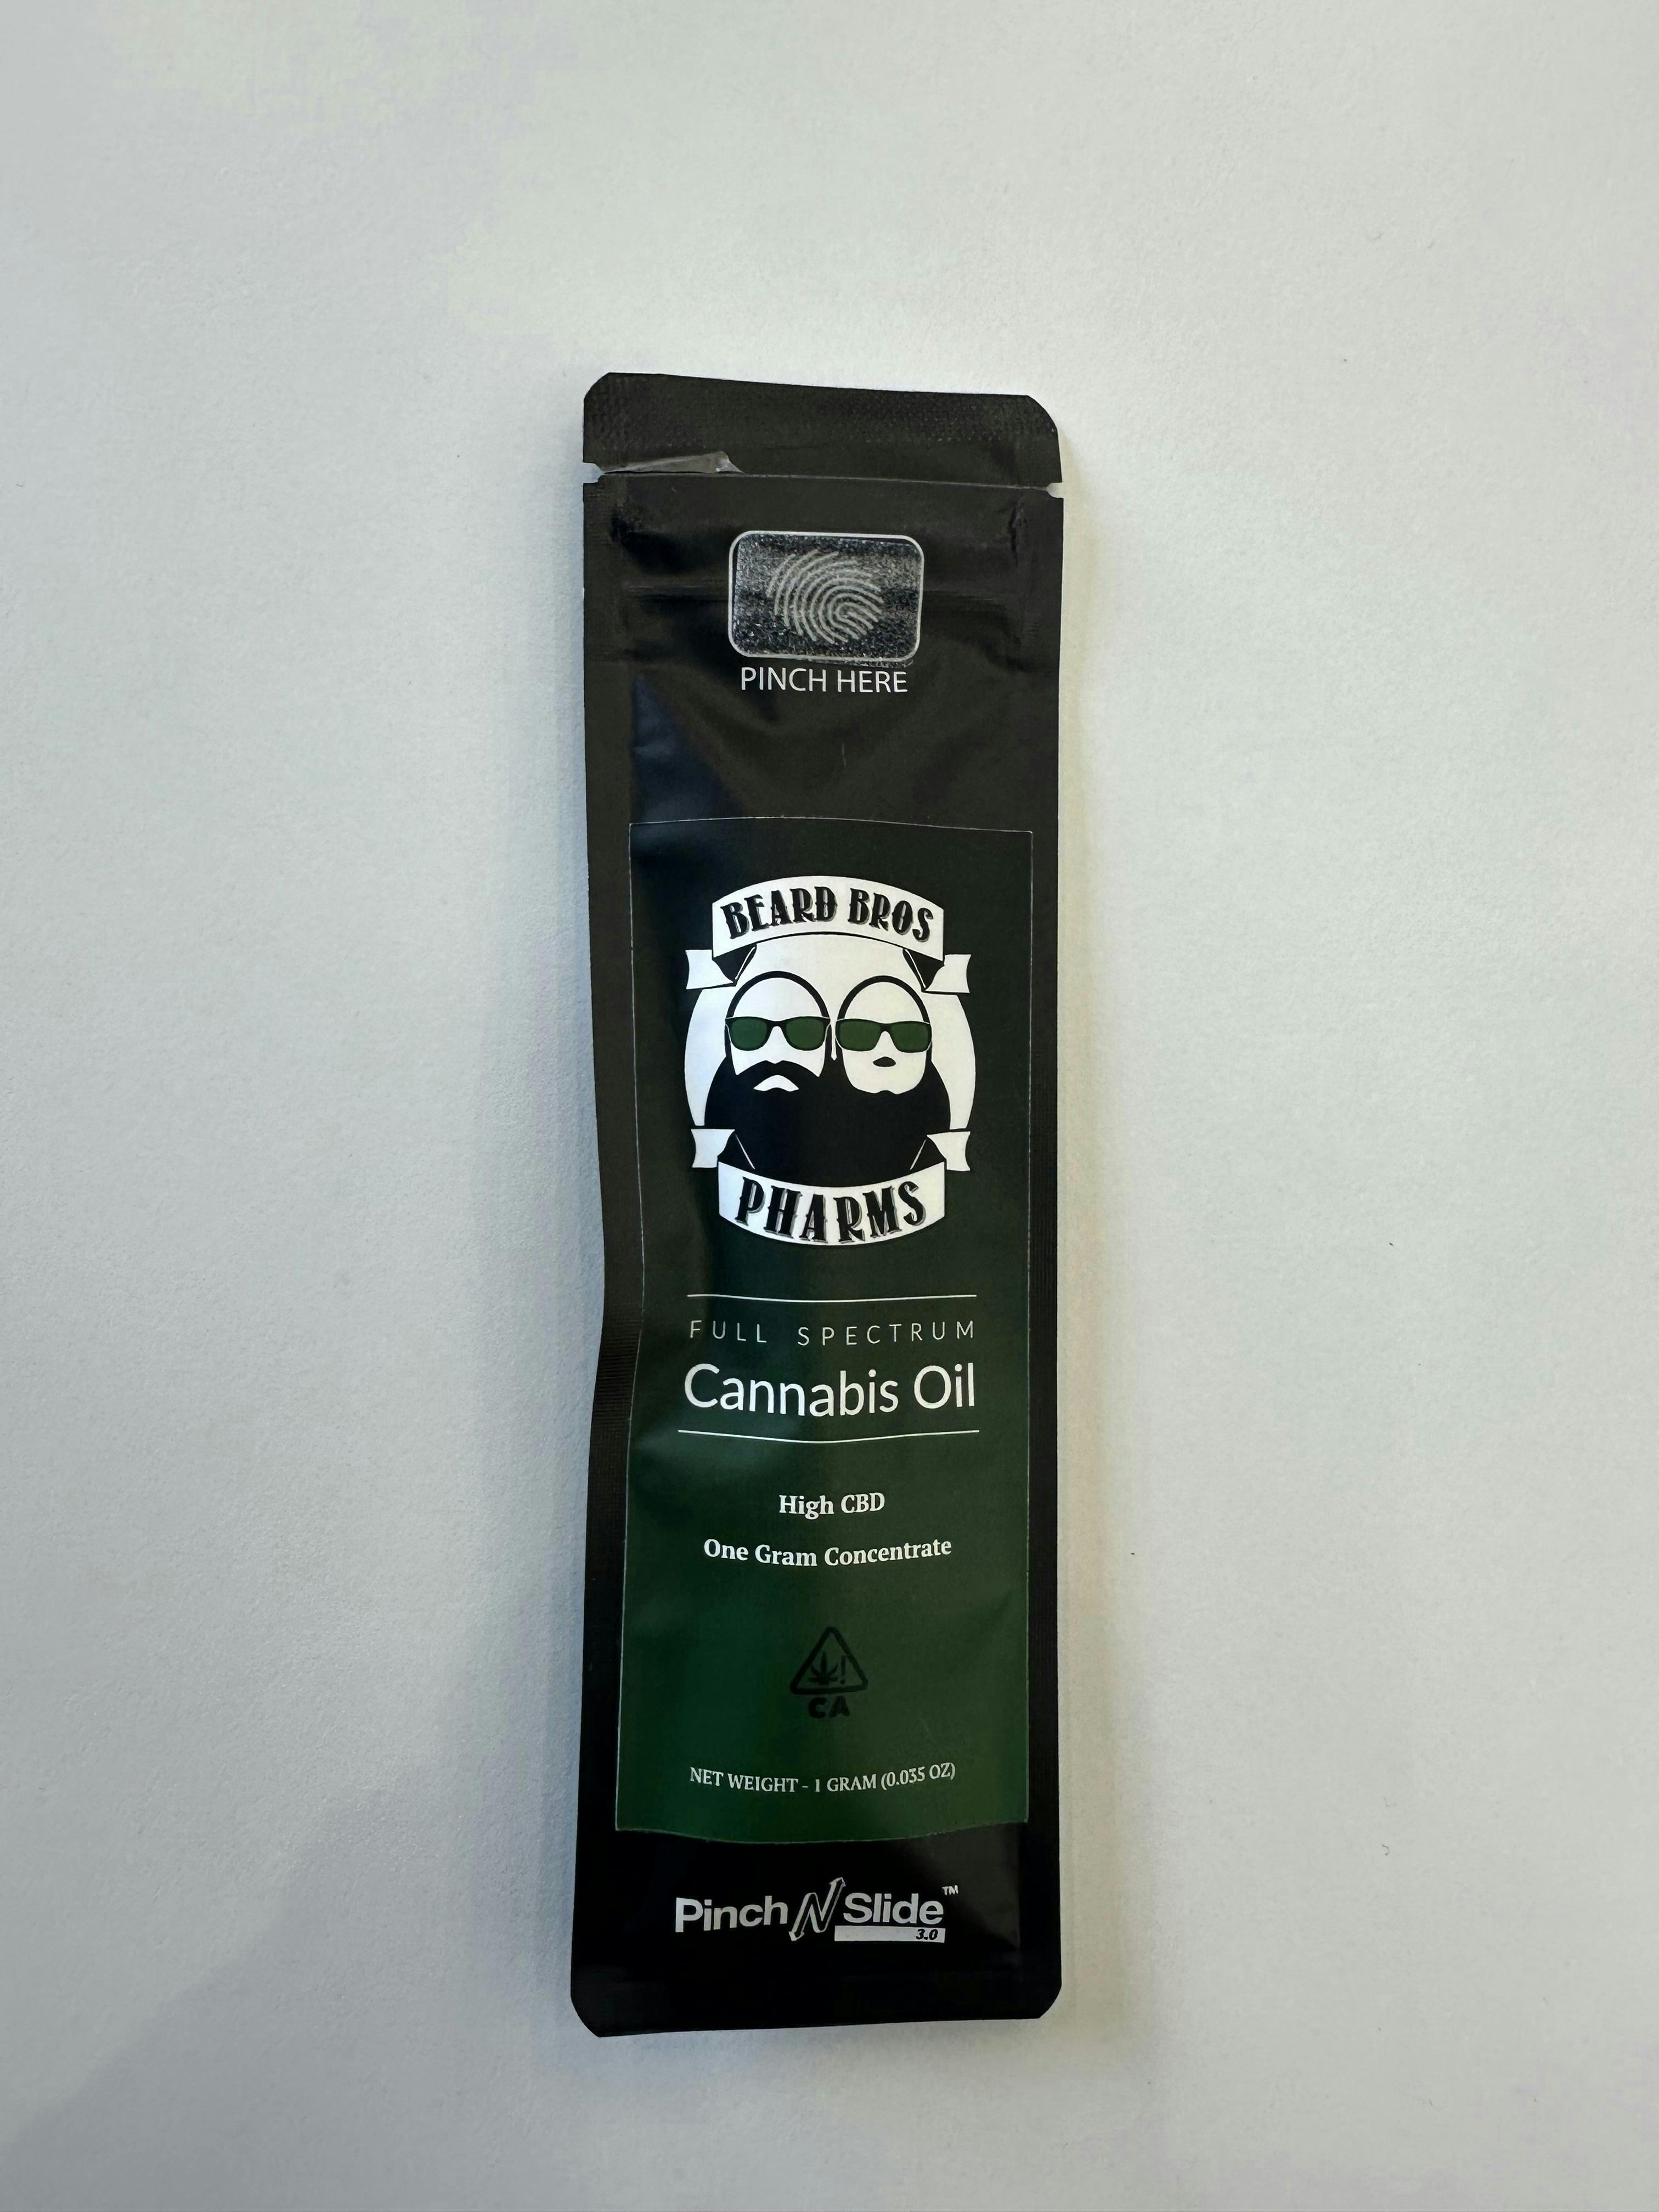 PINCH HERE
BEARD BROS
PHARMS
FULL SPECTRUM
Cannabis Oil
High CBD
One Gram Concentrate
CA
NET WEIGHT - 1 GRAM (0.035 OZ)
Pinch N Slide™
3.0